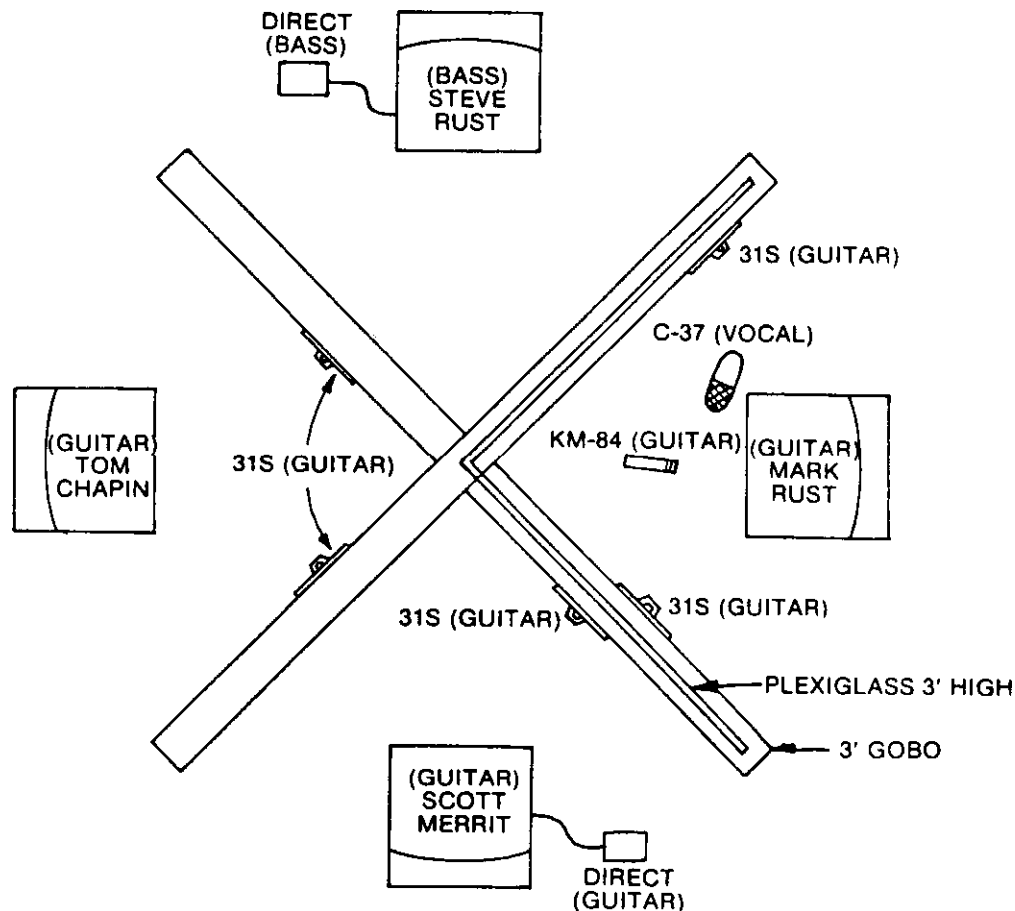 DIRECT
(BASS)
(BASS)
STEVE
RUST
31S (GUITAR)
C-37 (VOCAL)
KM-84 (GUITAR)
(GUITAR)
MARK
RUST
(GUITAR)
TOM
CHAPIN
31S (GUITAR)
31S (GUITAR)
31S (GUITAR)
PLEXIGLASS 3' HIGH
3' GOBO
(GUITAR)
SCOTT
MERRIT
DIRECT
(GUITAR)